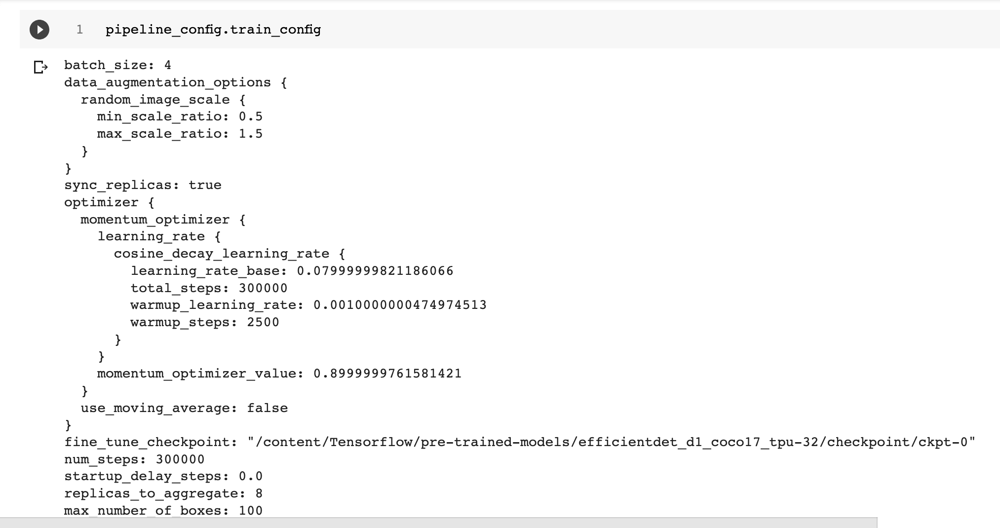 1 pipeline_config.train_config
batch_size: 4
data_augmentation_options {
  random_image_scale {
    min_scale_ratio: 0.5
    max_scale_ratio: 1.5
  }
}
sync_replicas: true
optimizer {
  momentum_optimizer {
    learning_rate {
      cosine_decay_learning_rate {
        learning_rate_base: 0.07999999821186066
        total_steps: 300000
        warmup_learning_rate: 0.0010000000474974513
        warmup_steps: 2500
      }
    }
    momentum_optimizer_value: 0.8999999761581421
  }
  use_moving_average: false
}
fine_tune_checkpoint: "/content/Tensorflow/pre-trained-models/efficientdet_d1_coco17_tpu-32/checkpoint/ckpt-0"
num_steps: 300000
startup_delay_steps: 0.0
replicas_to_aggregate: 8
max_number_of_boxes: 100